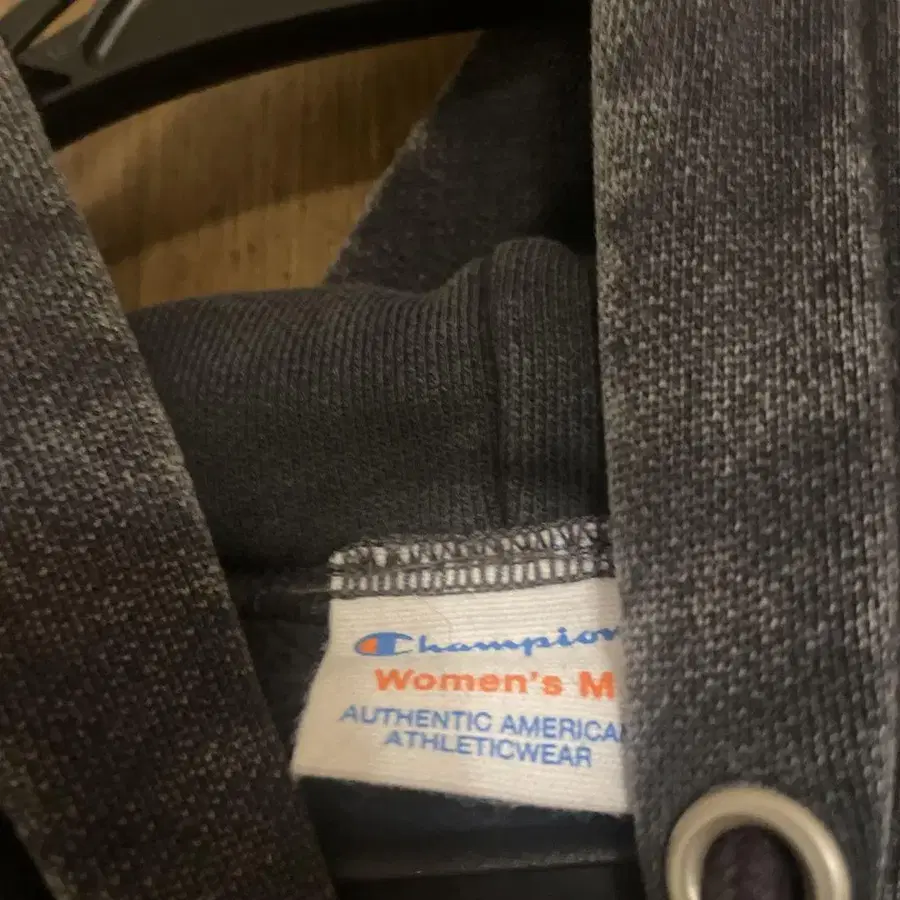 Champion
Women's M
AUTHENTIC AMERICAN
ATHLETICWEAR